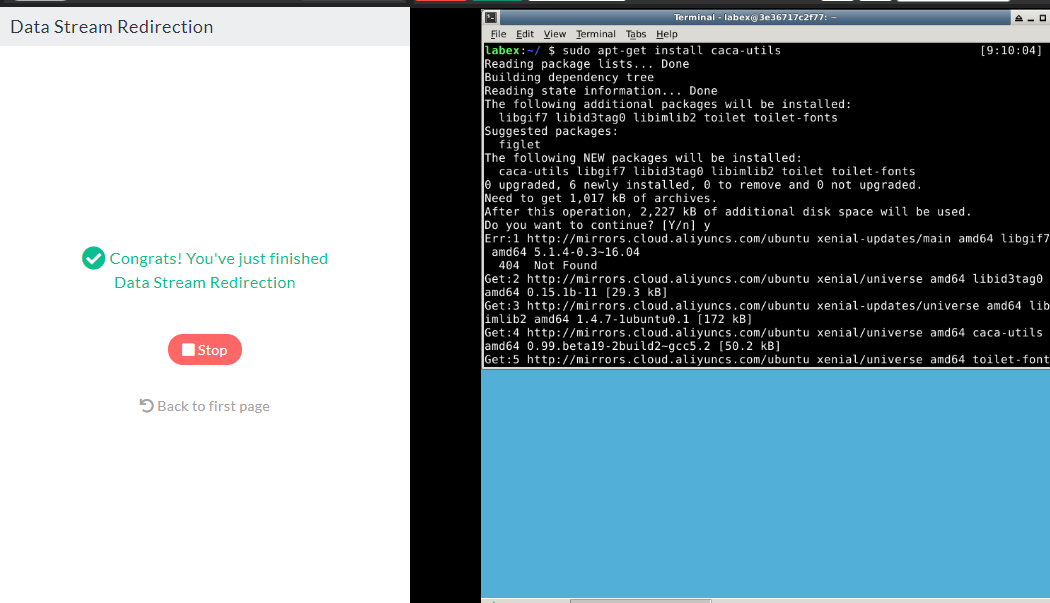 Data Stream Redirection
Congrats! You've just finished
Data Stream Redirection
Stop
Back to first page
Terminal - labex@3e36717c2f77: ~
File Edit View Terminal Tabs Help
labex:~/ $ sudo apt-get install caca-utils [9:10:04]
Reading package lists... Done
Building dependency tree
Reading state information... Done
The following additional packages will be installed:
libgif7 libid3tag0 libimlib2 toilet toilet-fonts
Suggested packages:
figlet
The following NEW packages will be installed:
caca-utils libgif7 libid3tag0 libimlib2 toilet toilet-fonts
0 upgraded, 6 newly installed, 0 to remove and 0 not upgraded.
Need to get 1,017 kB of archives.
After this operation, 2,227 kB of additional disk space will be used.
Do you want to continue? [Y/n] y
Err:1 http://mirrors.cloud.aliyuncs.com/ubuntu xenial-updates/main amd64 libgif7
amd64 5.1.4-0.3~16.04
404 Not Found
Get:2 http://mirrors.cloud.aliyuncs.com/ubuntu xenial/universe amd64 libid3tag0
amd64 0.15.1b-11 [29.3 kB]
Get:3 http://mirrors.cloud.aliyuncs.com/ubuntu xenial-updates/universe amd64 lib
imlib2 amd64 1.4.7-1ubuntu0.1 [172 kB]
Get:4 http://mirrors.cloud.aliyuncs.com/ubuntu xenial/universe amd64 caca-utils
amd64 0.99.beta19-2build2~gcc5.2 [50.2 kB]
Get:5 http://mirrors.cloud.aliyuncs.com/ubuntu xenial/universe amd64 toilet-font